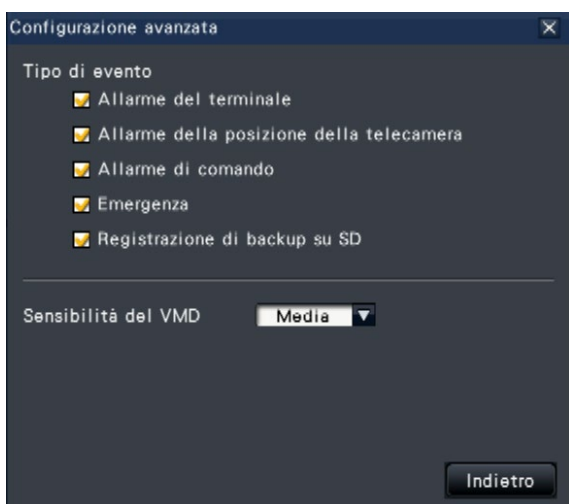 Configurazione avanzata
Tipo di evento
Allarme del terminale
Allarme della posizione della telecamera
Allarme di comando
Emergenza
Registrazione di backup su SD
Sensibilità del VMD Media
Indietro